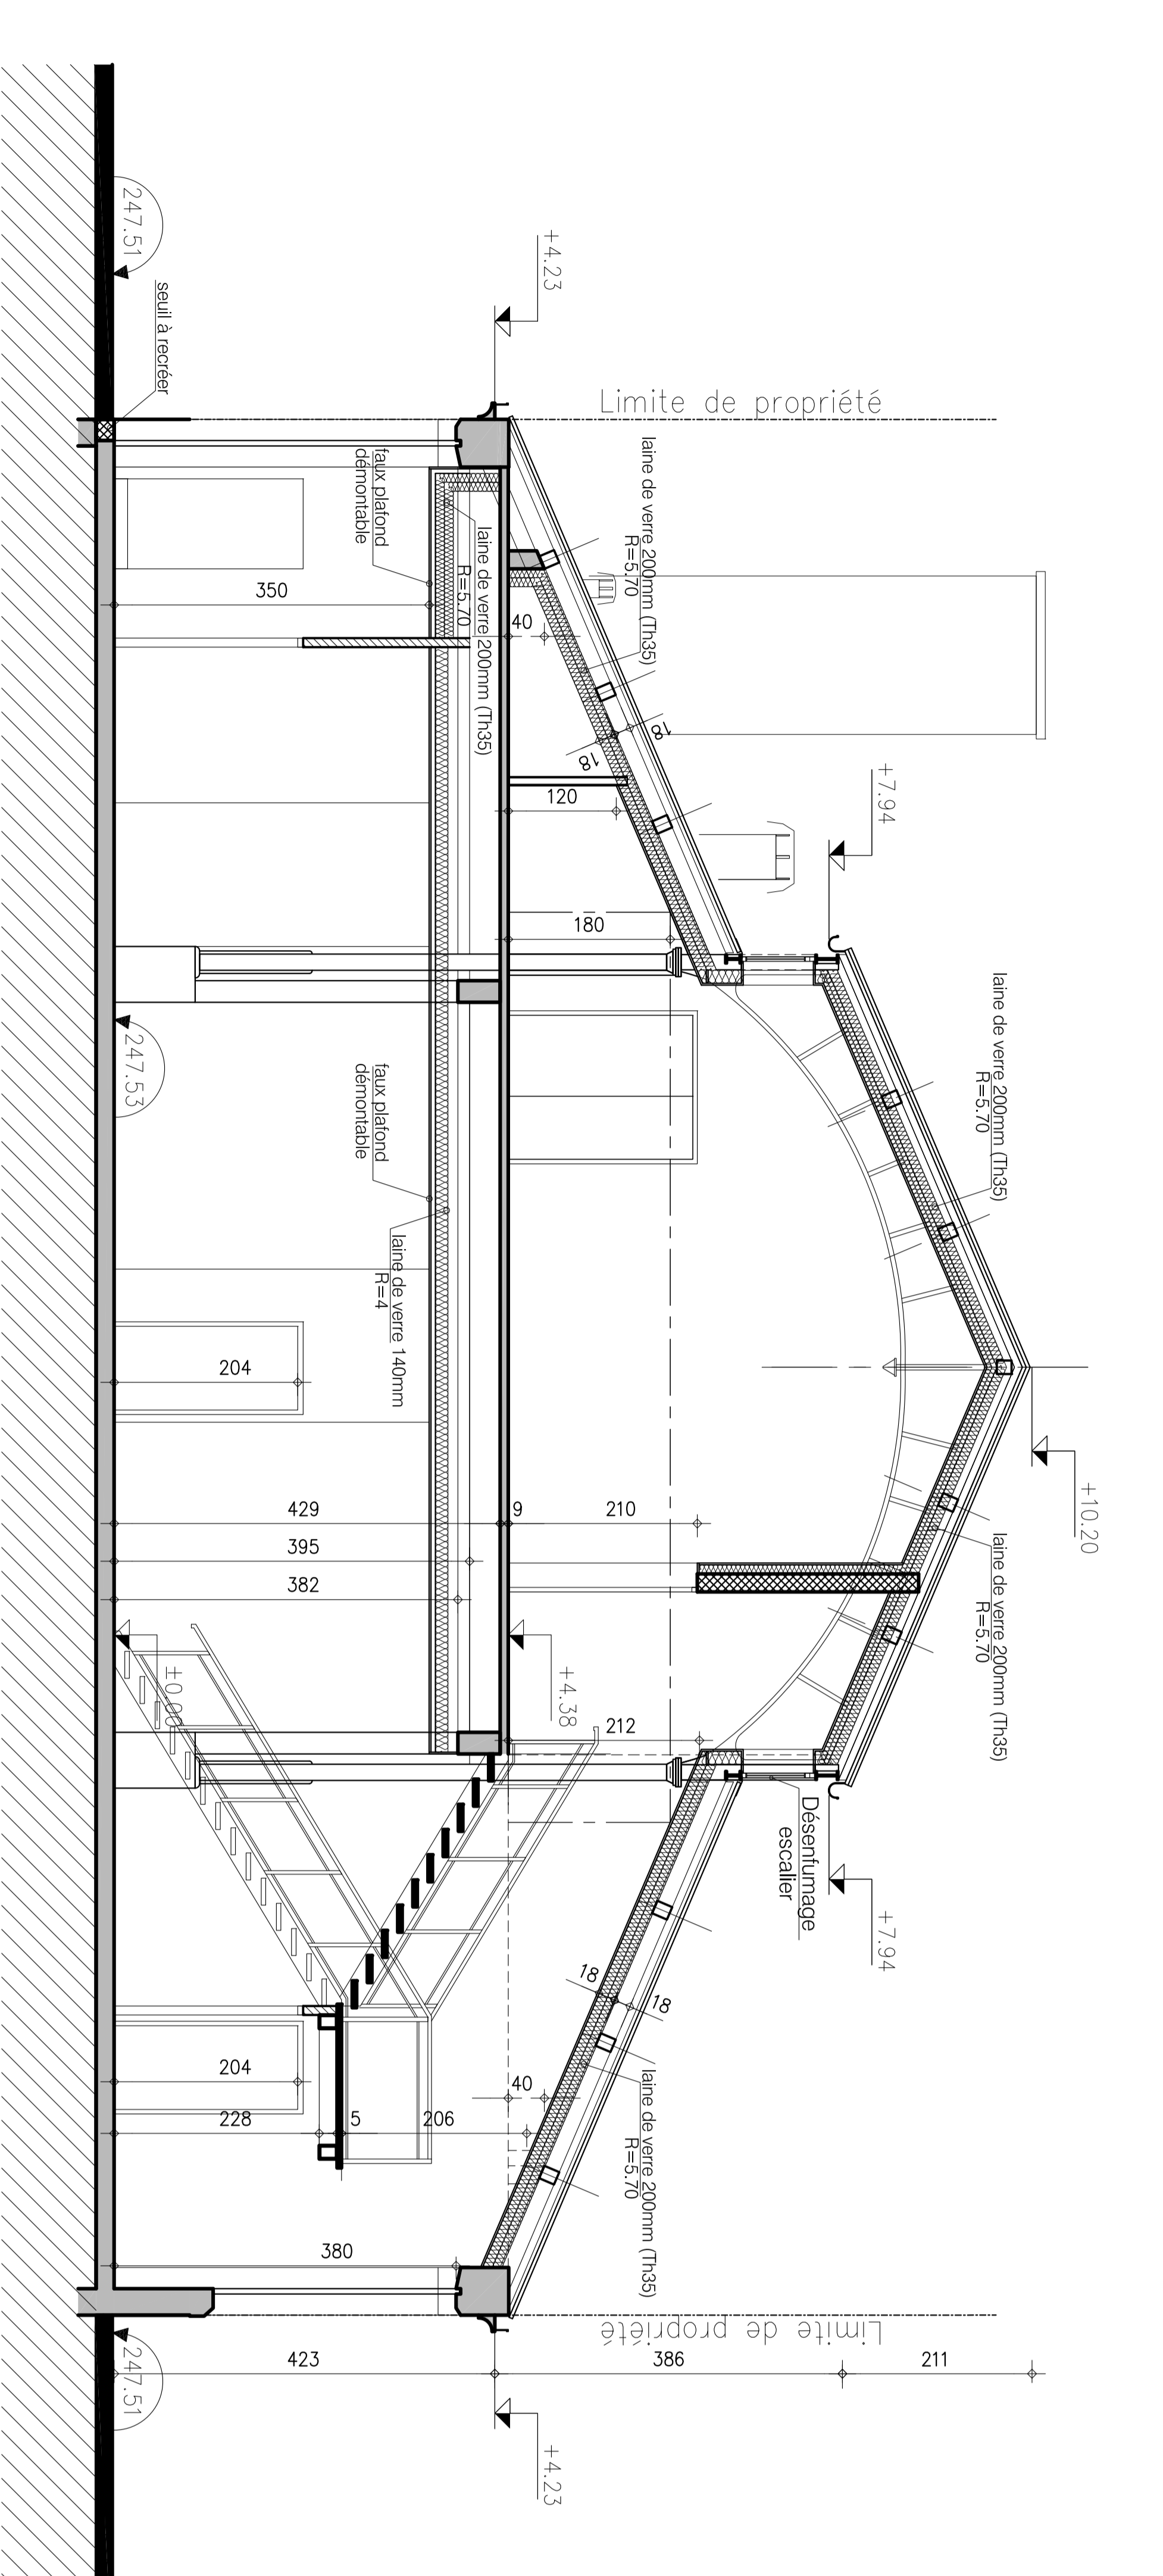 Limite de propriété
Limite de propriété
+10.20
+7.94
+7.94
+4.23
+4.23
+4.38
±0.00
247.51
247.53
247.51
seuil à recréer
laine de verre 200mm (Th35)
R=5.70
laine de verre 200mm (Th35)
R=5.70
laine de verre 200mm (Th35)
R=5.70
laine de verre 200mm (Th35)
R=5.70
laine de verre 200mm (Th35)
R=5.70
faux plafond
démontable
faux plafond
démontable
laine de verre 140mm
R=4
Désenfumage
escalier
350
40
18
18
120
180
204
429
9
210
395
382
212
18
18
204
40
228
5
206
380
423
386
211